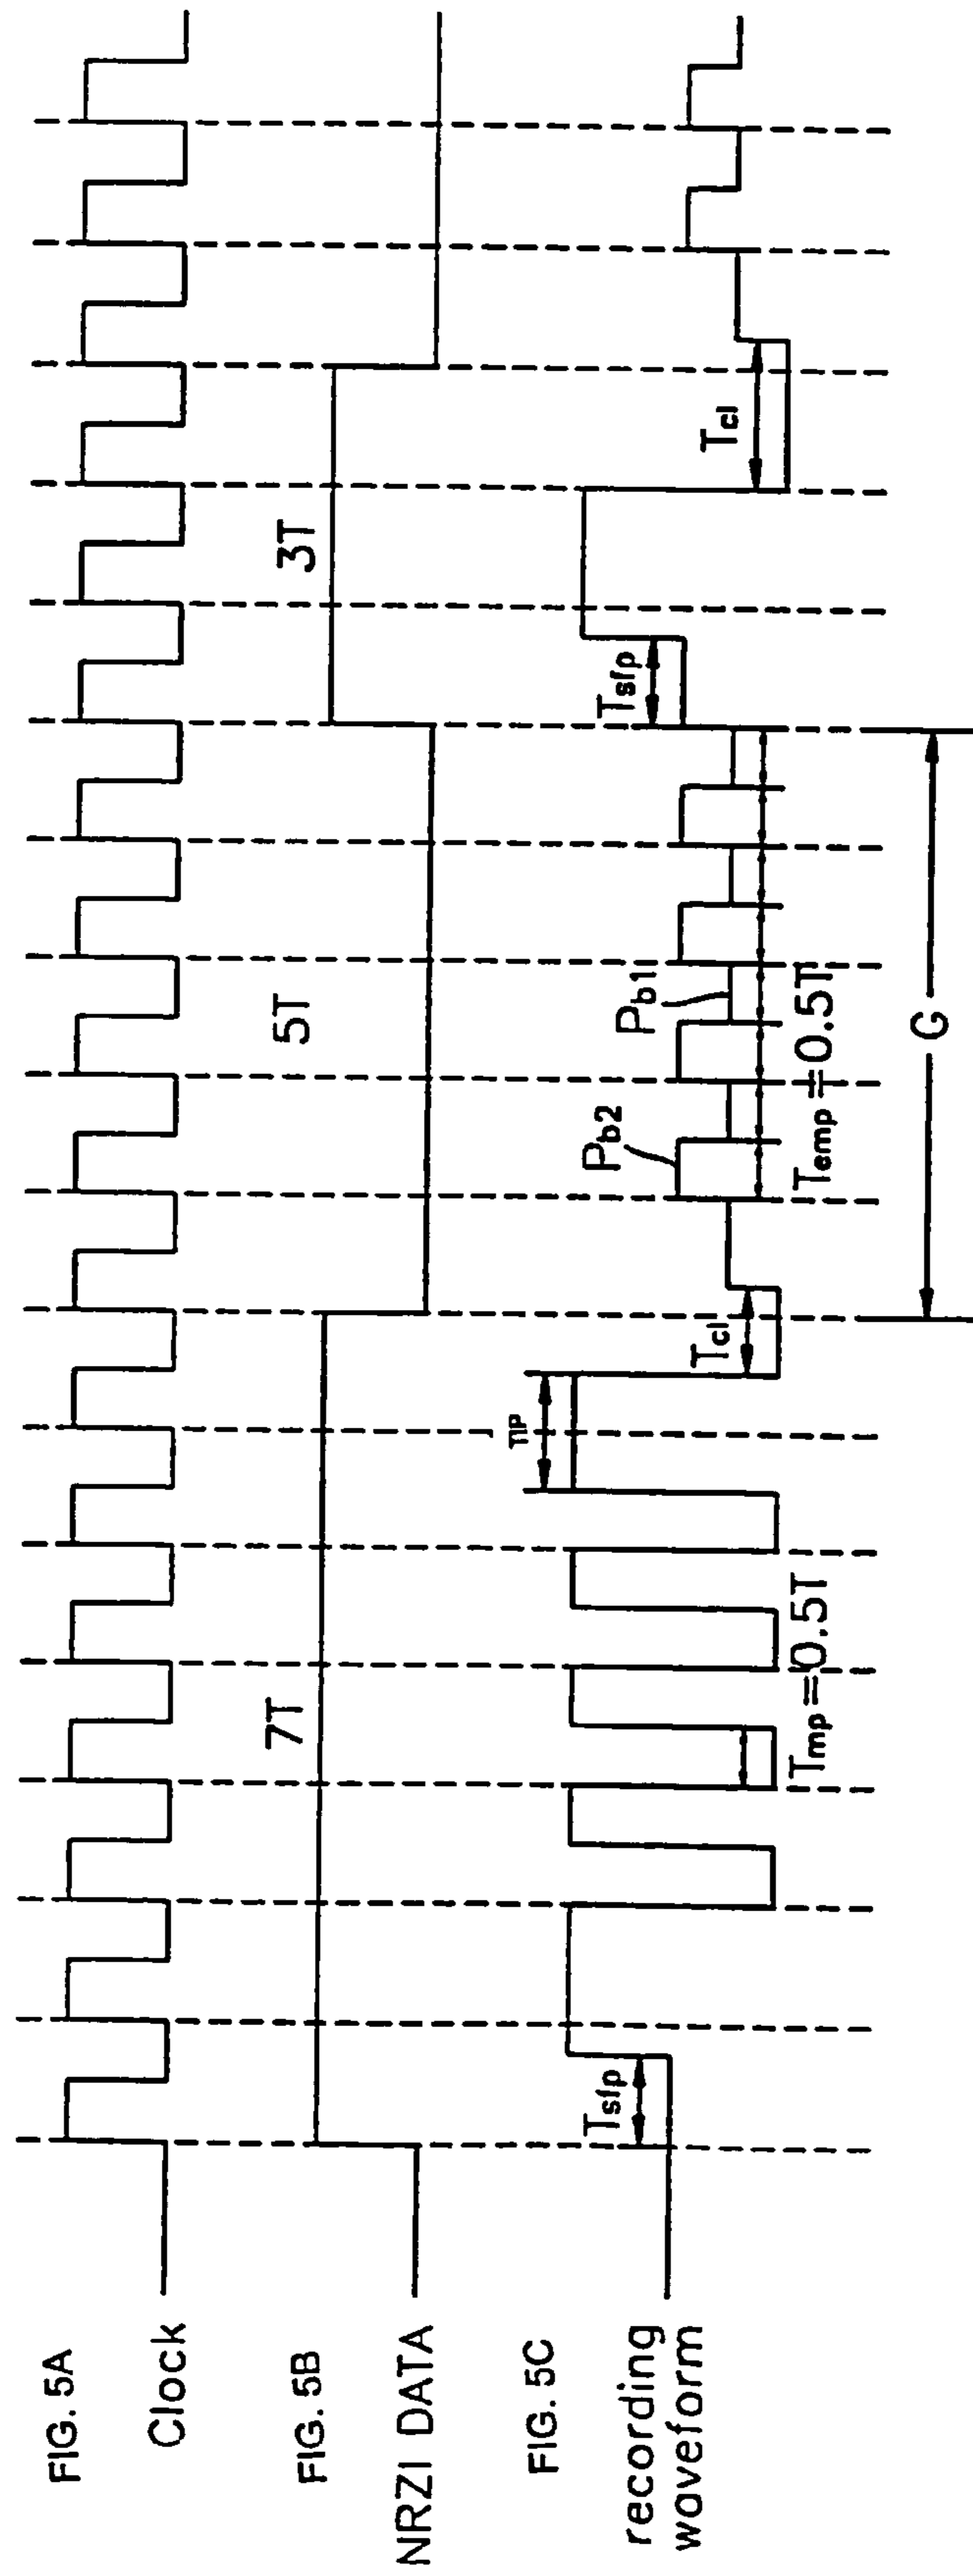 FIG. 5A
Clock
FIG. 5B
NRZI DATA
7T
5T
3T
FIG. 5C
recording
waveform
Tsfp
Tmp=0.5T
TlP
Tcl
Pb2
Pb1
Temp=0.5T
Tsfp
Tcl
G